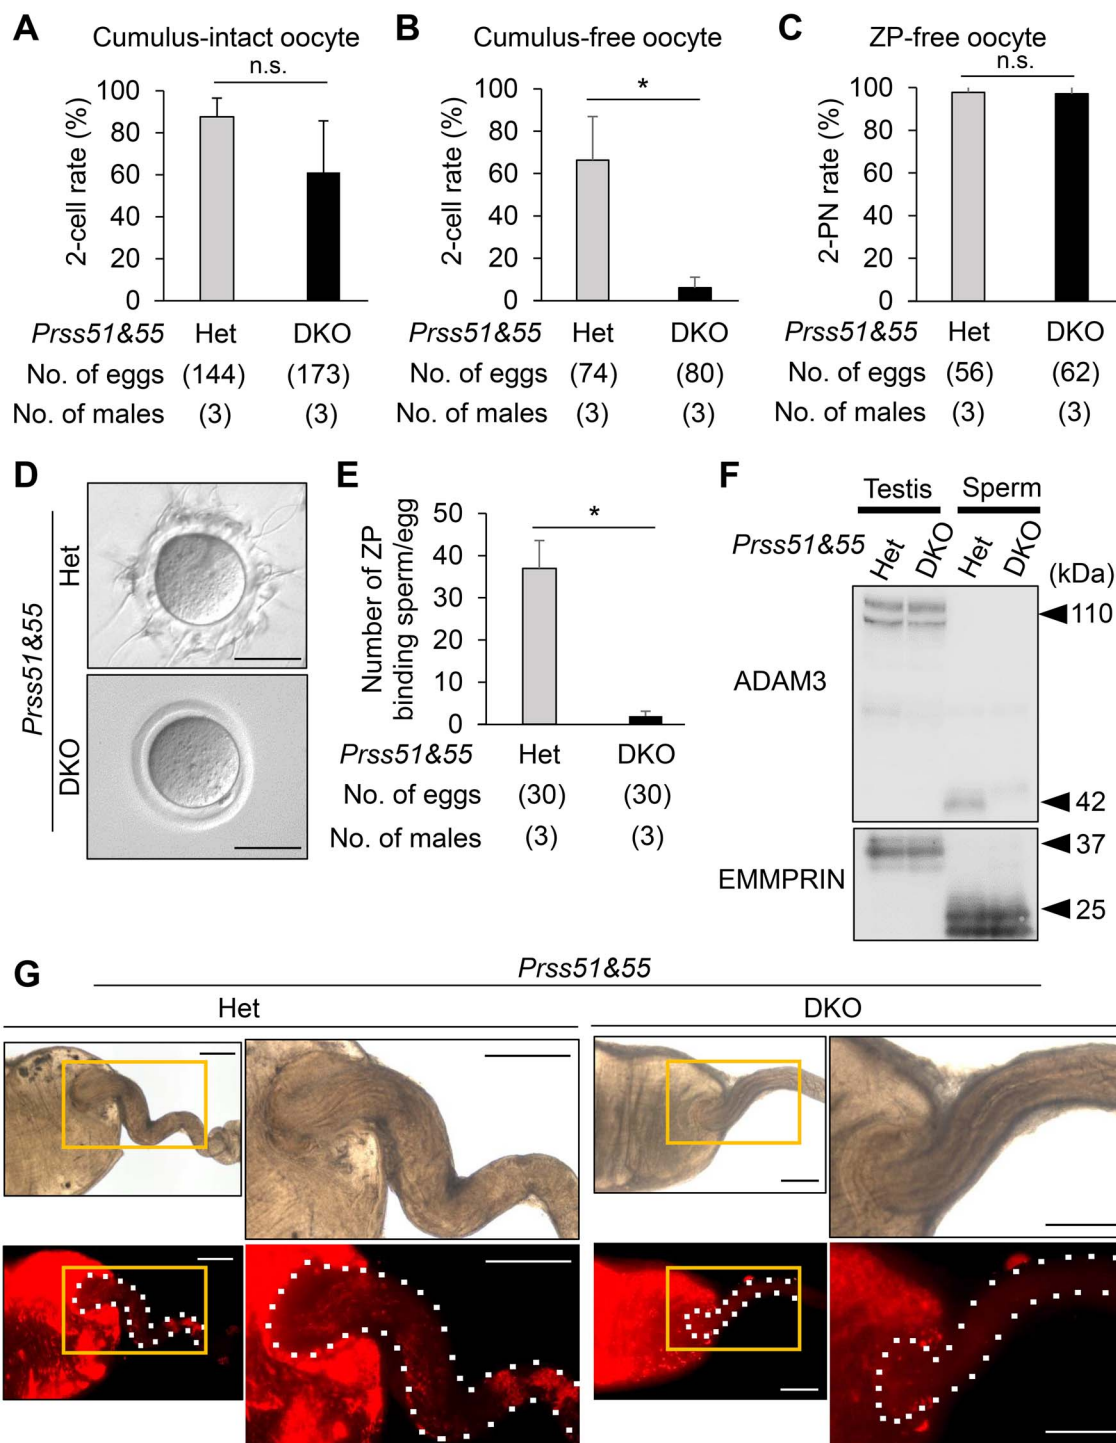 A
Cumulus-intact oocyte
n.s.
2-cell rate (%)
100
80
60
40
20
0
Prss51&55 Het DKO
No. of eggs (144) (173)
No. of males (3) (3)
B
Cumulus-free oocyte
*
2-cell rate (%)
100
80
60
40
20
0
Het DKO
No. of eggs (74) (80)
No. of males (3) (3)
C
ZP-free oocyte
n.s.
2-PN rate (%)
100
80
60
40
20
0
Prss51&55 Het DKO
No. of eggs (56) (62)
No. of males (3) (3)
D
Prss51&55
Het
DKO
E
*
Number of ZP
binding sperm/egg
50
40
30
20
10
0
Prss51&55 Het DKO
No. of eggs (30) (30)
No. of males (3) (3)
F
Testis Sperm
Prss51&55 Het DKO Het DKO
(kDa)
110
ADAM3
42
37
EMMPRIN
25
G
Prss51&55
Het DKO